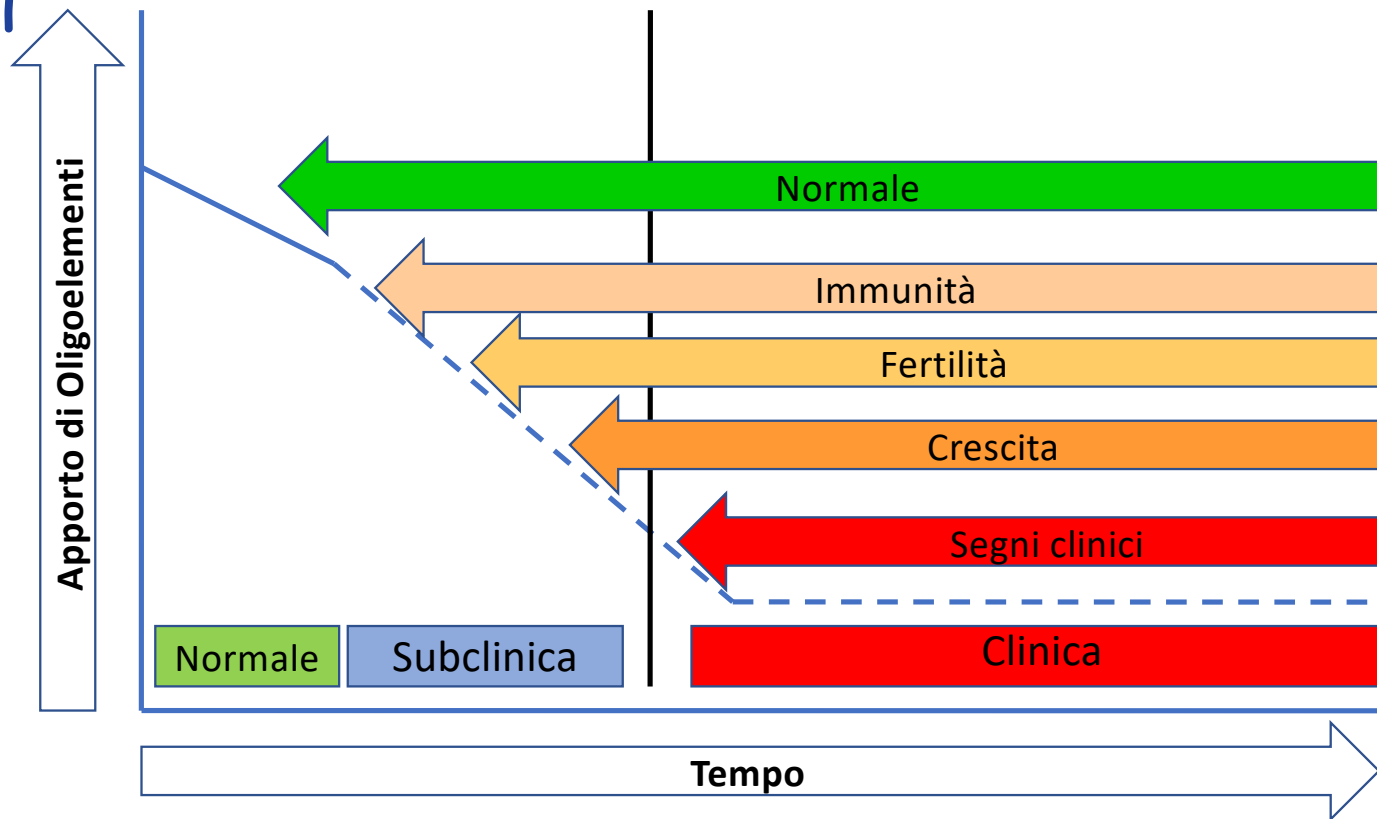 Apporto di Oligoelementi
Normale
Immunità
Fertilità
Crescita
Segni clinici
Normale
Subclinica
Clinica
Tempo